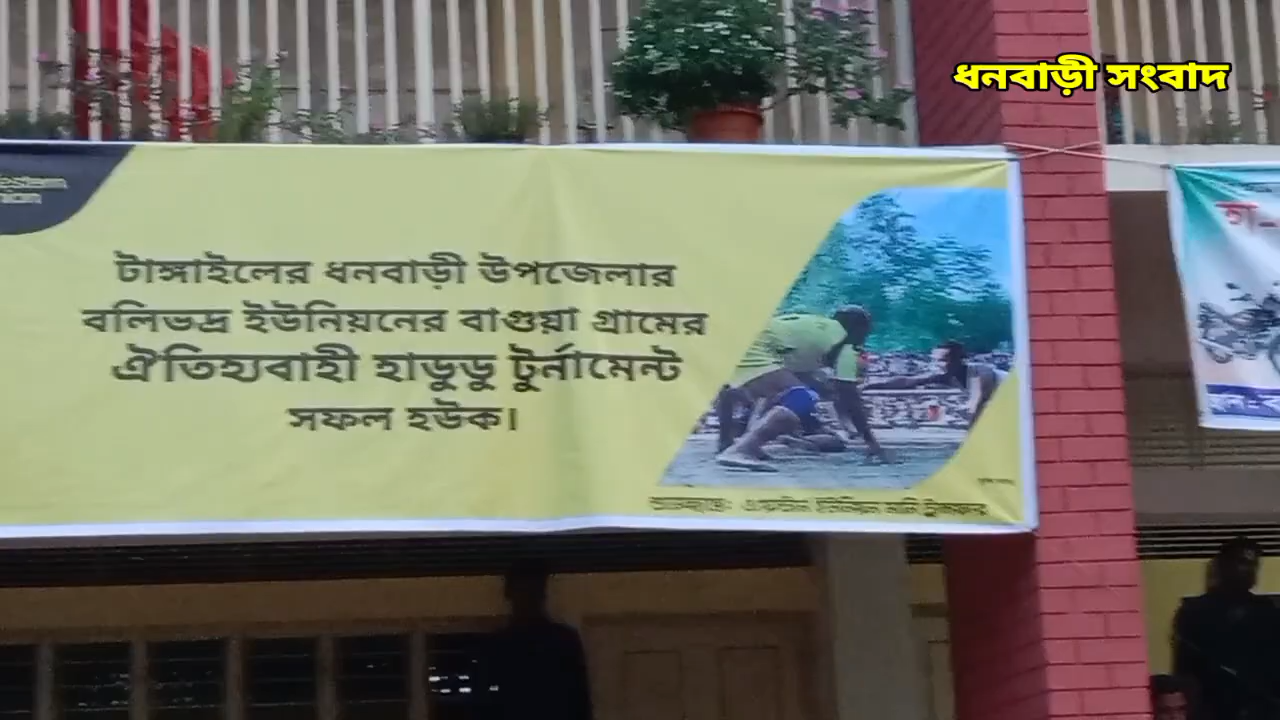 ধনবাড়ী সংবাদ
টাঙ্গাইলের ধনবাড়ী উপজেলার
বলিভদ্র ইউনিয়নের বাগুয়া গ্রামের
ঐতিহ্যবাহী হাডুডু টুর্নামেন্ট
সফল হউক।